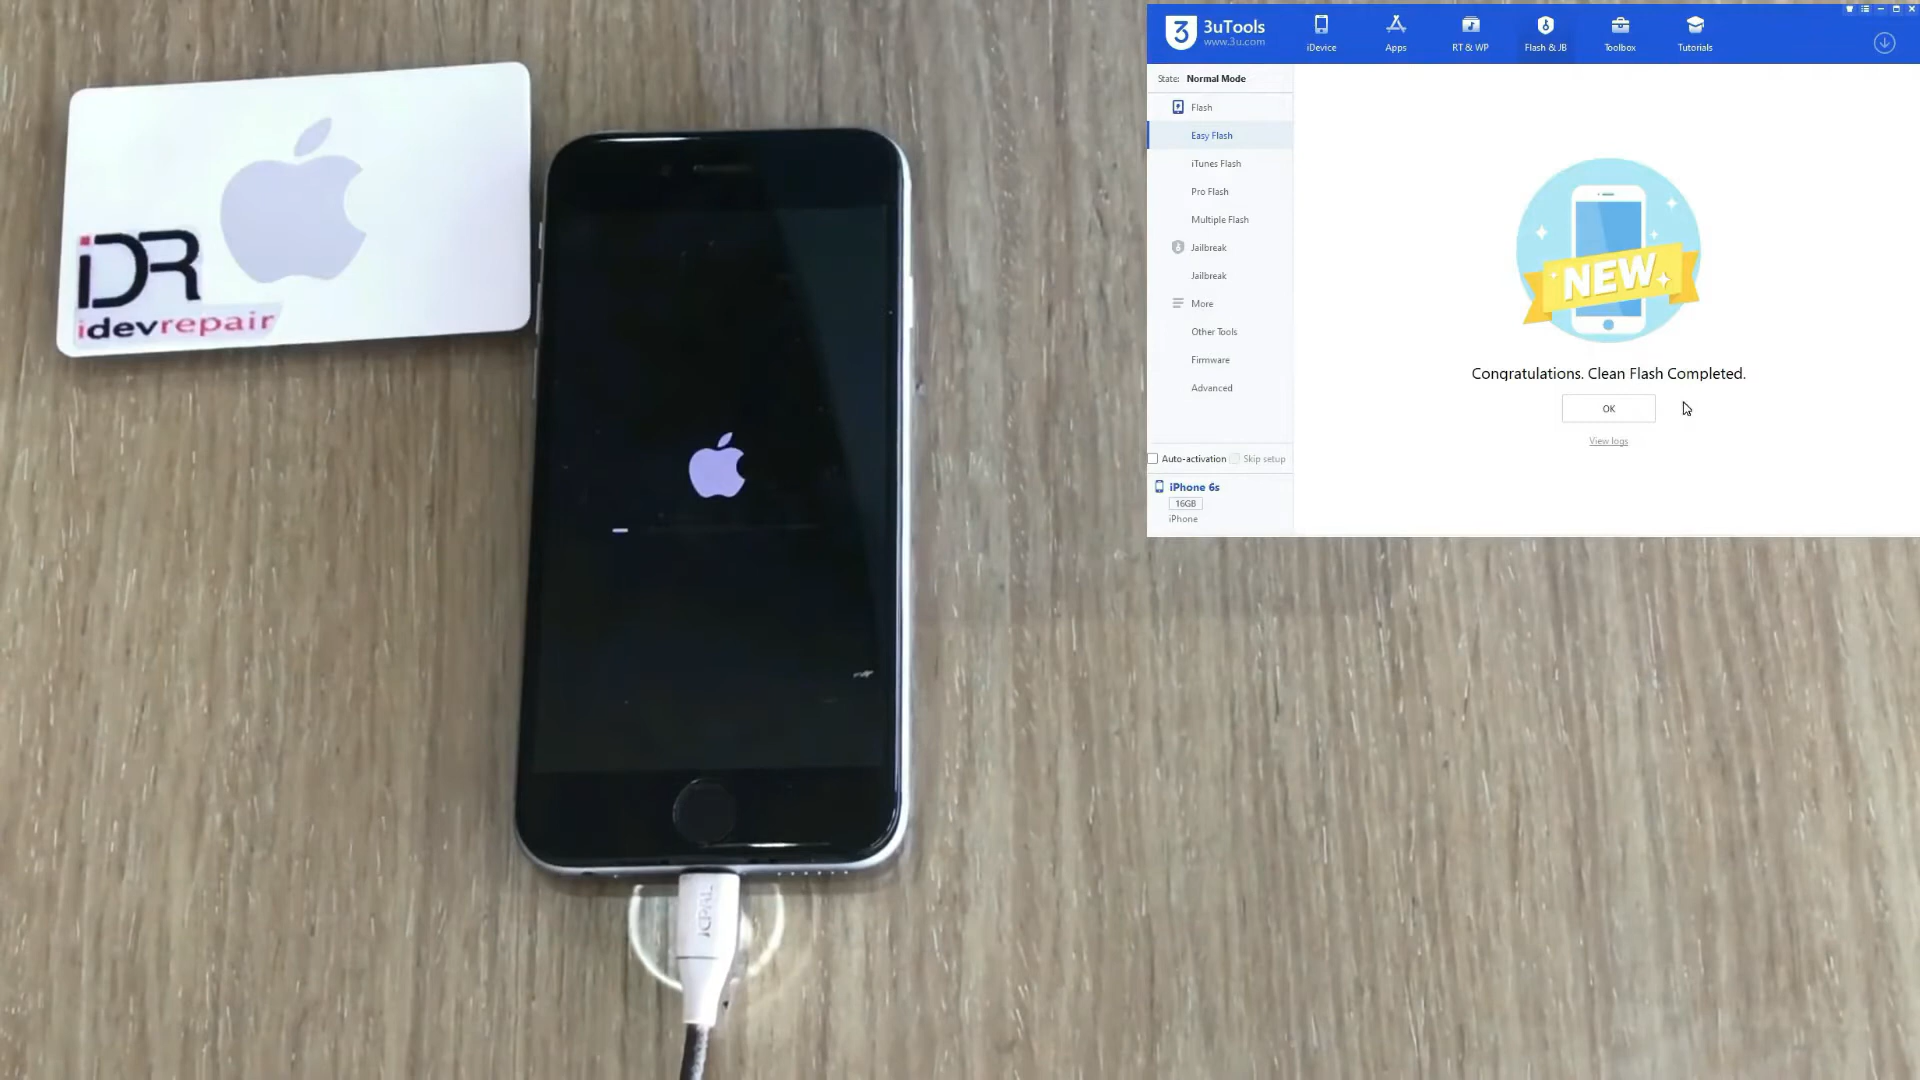 iDR
idevrepair
JCPAL
3 3uTools
www.3u.com
iDevice
Apps
RT & WP
Flash & JB
Toolbox
Tutorials
State: Normal Mode
Flash
Easy Flash
iTunes Flash
Pro Flash
Multiple Flash
Jailbreak
Jailbreak
More
Other Tools
Firmware
Advanced
Auto-activation Skip setup
iPhone 6s
16GB
iPhone
NEW
Congratulations. Clean Flash Completed.
OK
View logs